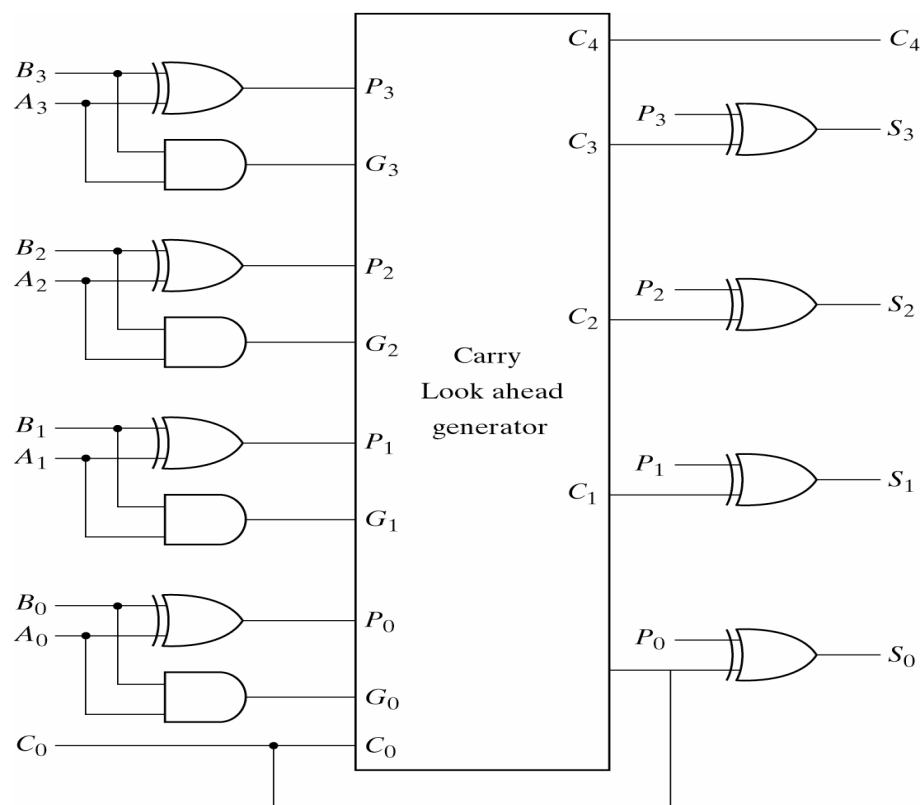 C₄ C₄
B₃
A₃ P₃
P₃ S₃
C₃
G₃
B₂
A₂ P₂
P₂ S₂
C₂
G₂
Carry
Look ahead
generator
B₁
A₁ P₁
P₁ S₁
C₁
G₁
B₀
A₀ P₀
P₀ S₀
G₀
C₀ C₀